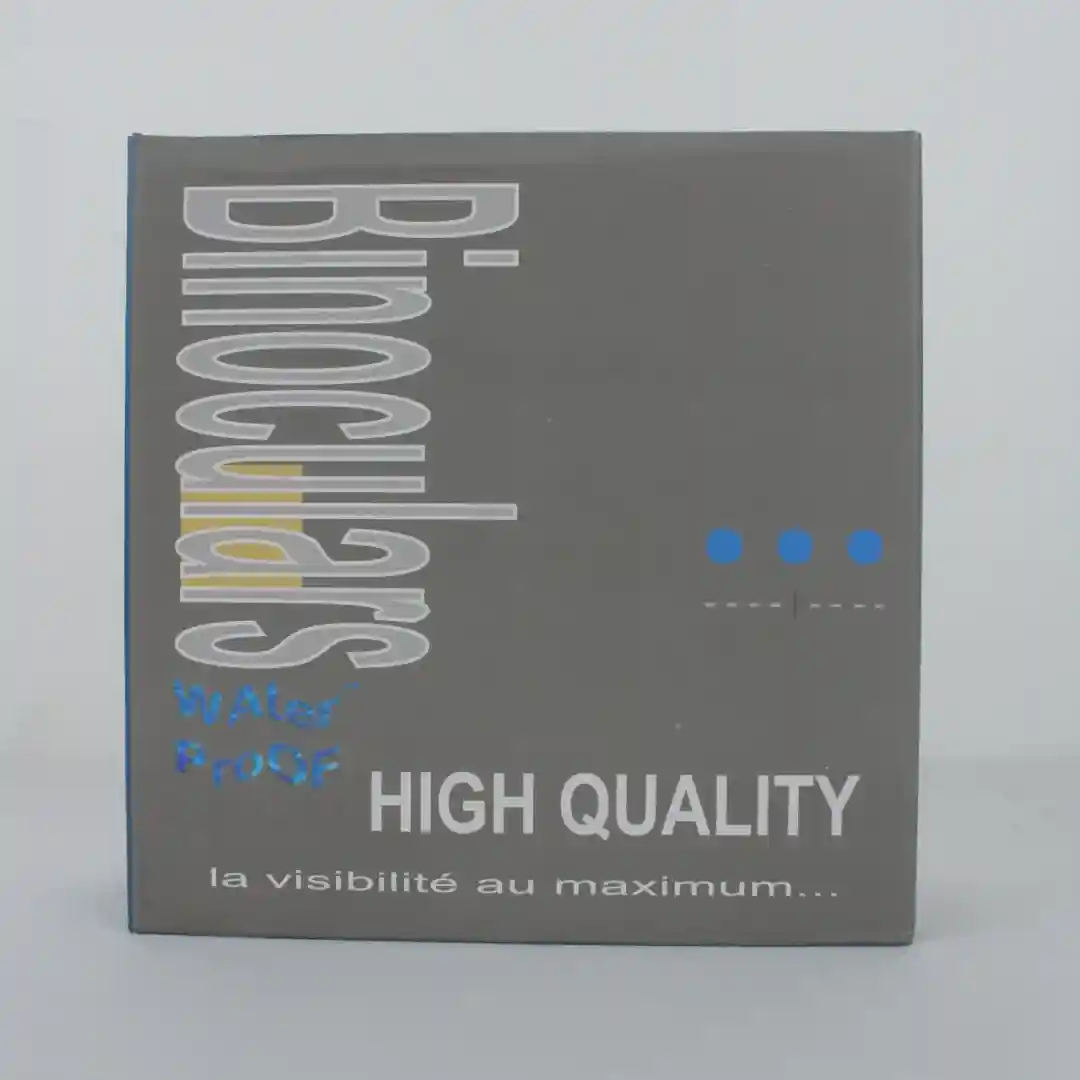 Binoculars
WAter
ProOF
HIGH QUALITY
la visibilité au maximum...